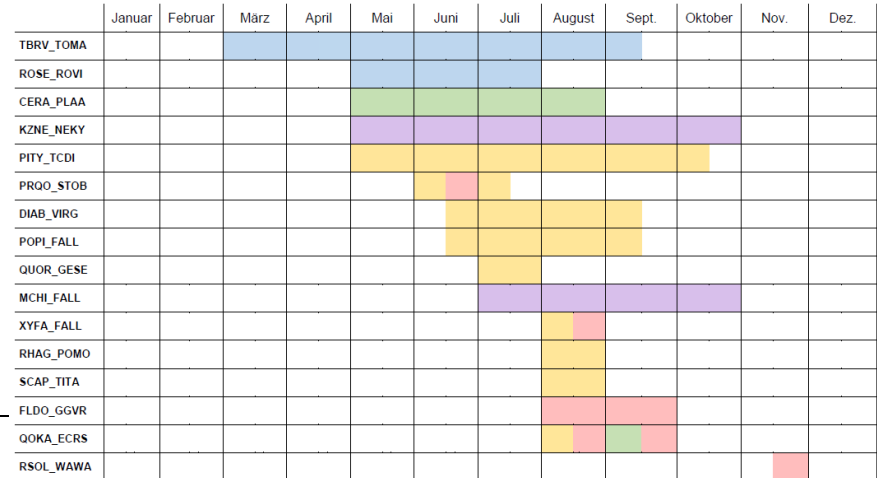 Januar Februar März April Mai Juni Juli August Sept. Oktober Nov. Dez.
TBRV_TOMA
ROSE_ROVI
CERA_PLAA
KZNE_NEKY
PITY_TCDI
PRQO_STOB
DIAB_VIRG
POPI_FALL
QUOR_GESE
MCHI_FALL
XYFA_FALL
RHAG_POMO
SCAP_TITA
FLDO_GGVR
QOKA_ECRS
RSOL_WAWA